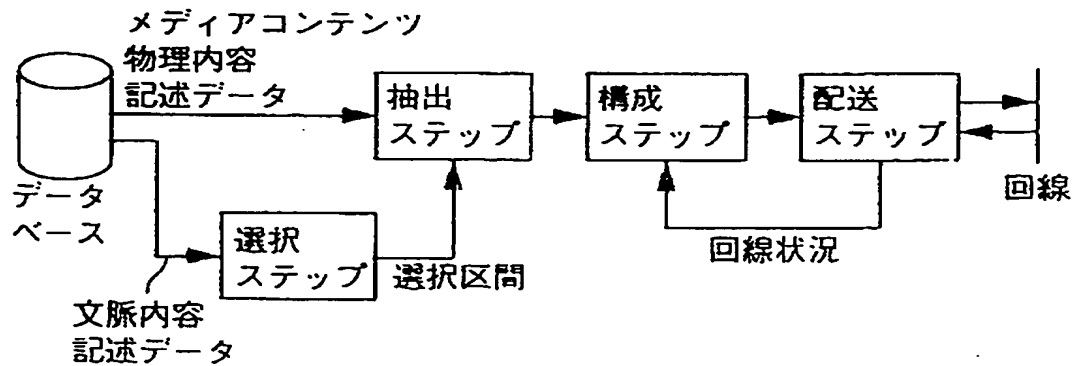 メディアコンテンツ
物理内容
記述データ
抽出
ステップ
構成
ステップ
配送
ステップ
データ
ベース
回線
選択
ステップ
選択区間
回線状況
文脈内容
記述データ